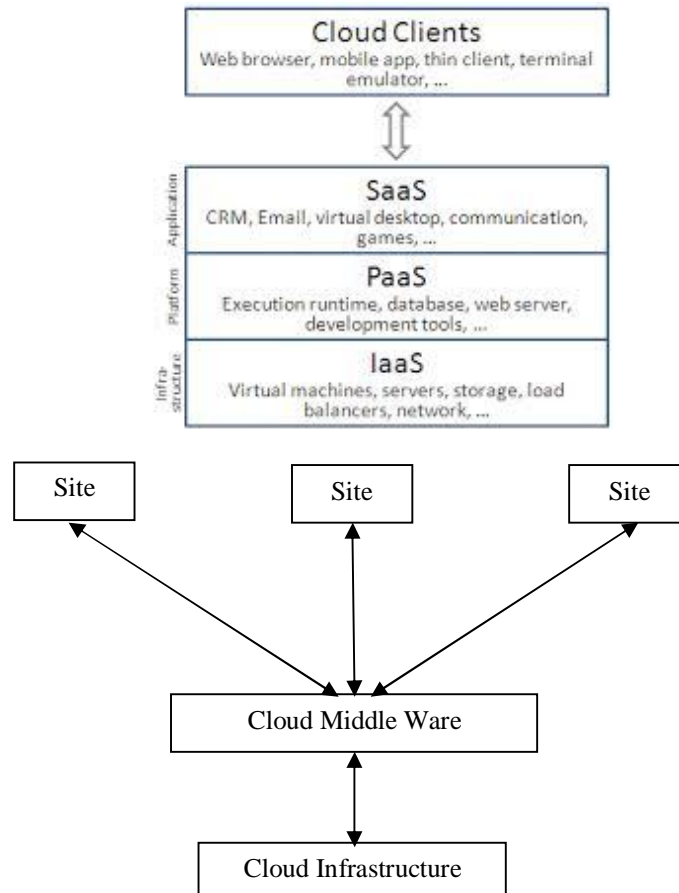 Cloud Clients
Web browser, mobile app, thin client, terminal
emulator, ...
Application
SaaS
CRM, Email, virtual desktop, communication,
games, ...
Platform
PaaS
Execution runtime, database, web server,
development tools, ...
Infra-
structure
IaaS
Virtual machines, servers, storage, load
balancers, network, ...
Site
Site
Site
Cloud Middle Ware
Cloud Infrastructure